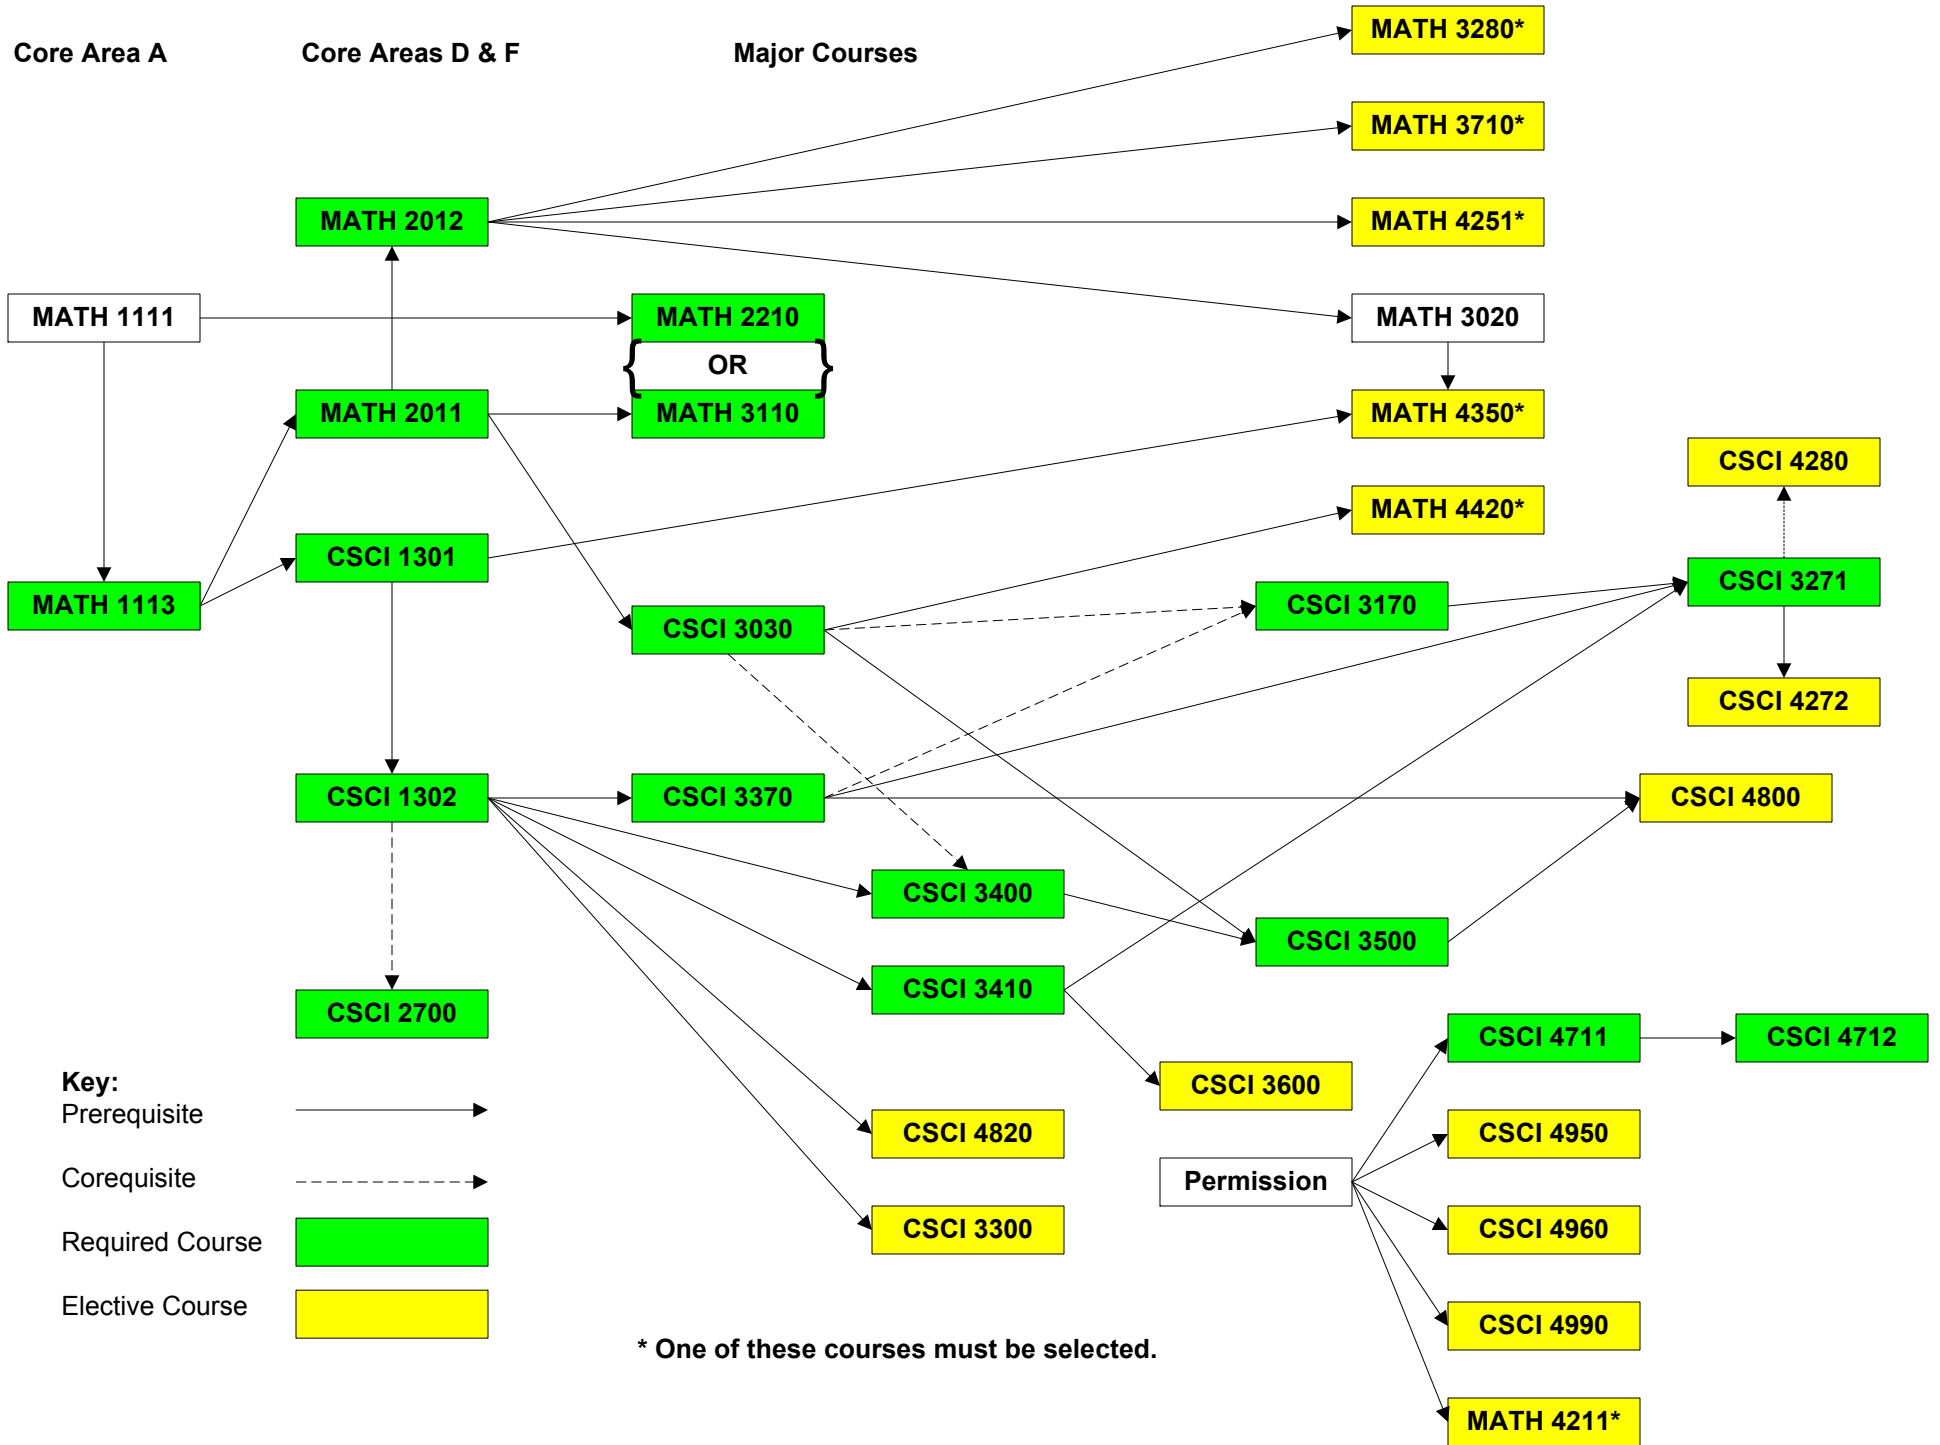 MATH 3280*
Core Area A
Core Areas D & F
Major Courses
MATH 3710*
MATH 2012
MATH 4251*
MATH 1111
MATH 2210
MATH 3020
OR
MATH 2011
MATH 3110
MATH 4350*
CSCI 4280
MATH 4420*
CSCI 1301
CSCI 3271
MATH 1113
CSCI 3170
CSCI 3030
CSCI 4272
CSCI 1302
CSCI 3370
CSCI 4800
CSCI 3400
CSCI 3500
CSCI 3410
CSCI 2700
CSCI 4711
CSCI 4712
Key:
CSCI 3600
Prerequisite
CSCI 4820
CSCI 4950
Corequisite
Permission
Required Course
CSCI 3300
CSCI 4960
Elective Course
CSCI 4990
* One of these courses must be selected.
MATH 4211*